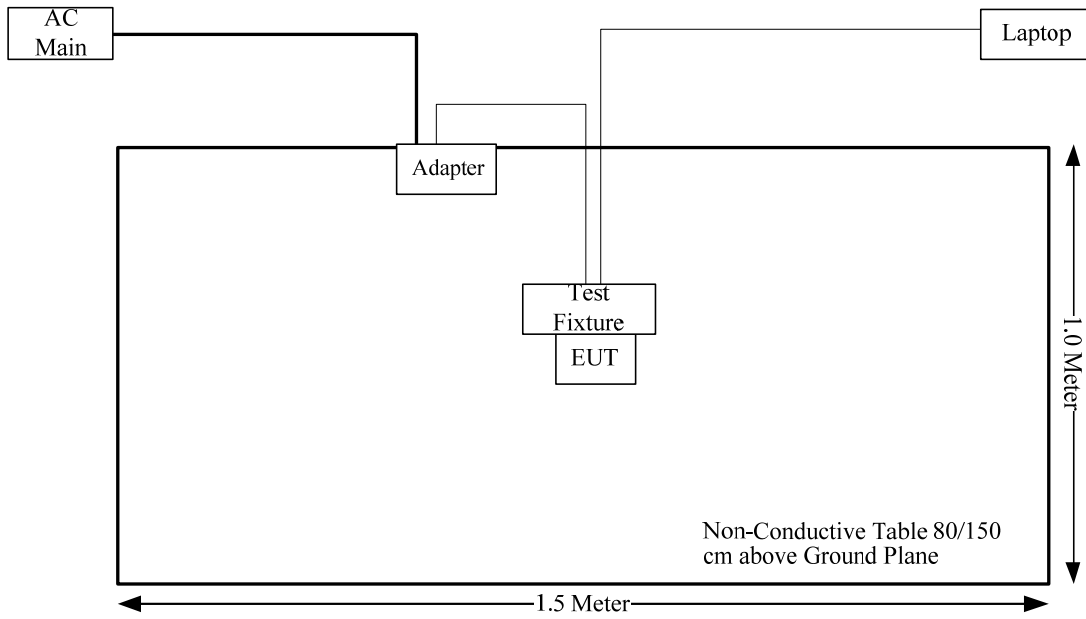 AC
Main
Laptop
Adapter
Test
Fixture
EUT
1.0 Meter
Non-Conductive Table 80/150
cm above Ground Plane
1.5 Meter